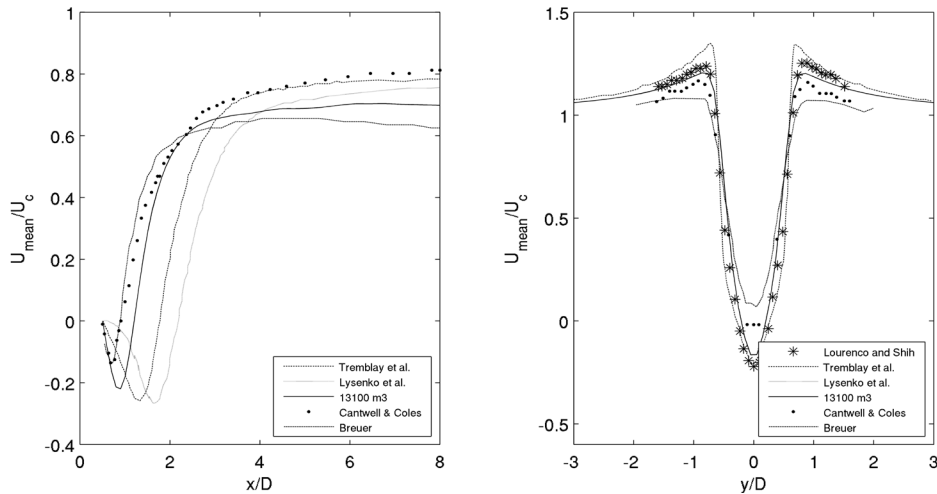 1
0.8
0.6
0.4
0.2
0
-0.2
-0.4
0
2
4
6
8
U_mean/U_c
x/D
Tremblay et al.
Lysenko et al.
13100 m3
Cantwell & Coles
Breuer
1.5
1
0.5
0
-0.5
-3
-2
-1
0
1
2
3
U_mean/U_c
y/D
Lourenco and Shih
Tremblay et al.
Lysenko et al.
13100 m3
Cantwell & Coles
Breuer